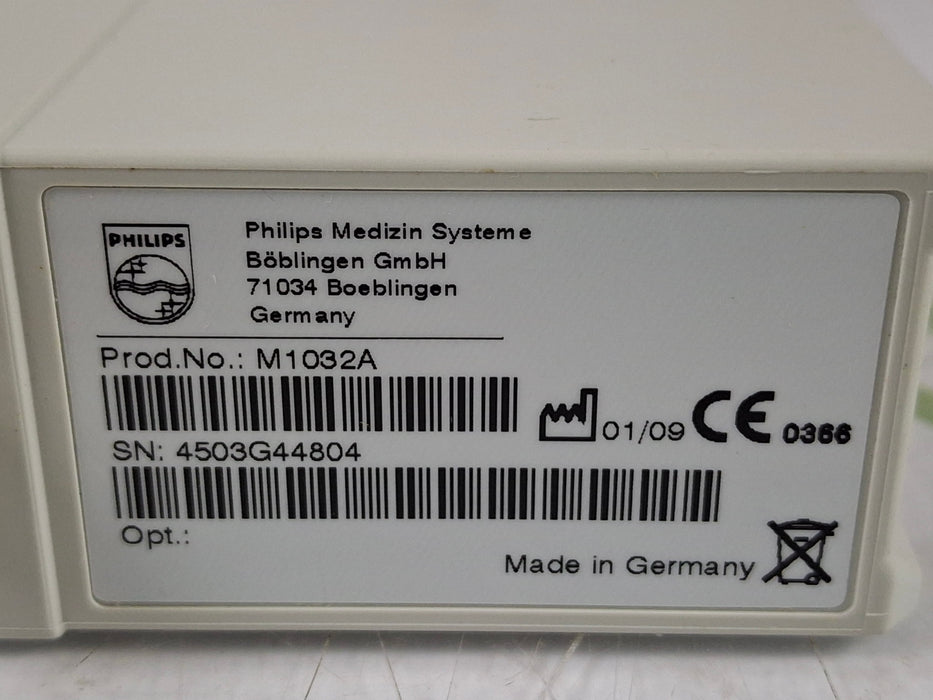 PHILIPS
Philips Medizin Systeme
Böblingen GmbH
71034 Boeblingen
Germany
Prod.No.: M1032A
01/09 CE 0366
SN: 4503G44804
Opt.:
Made in Germany